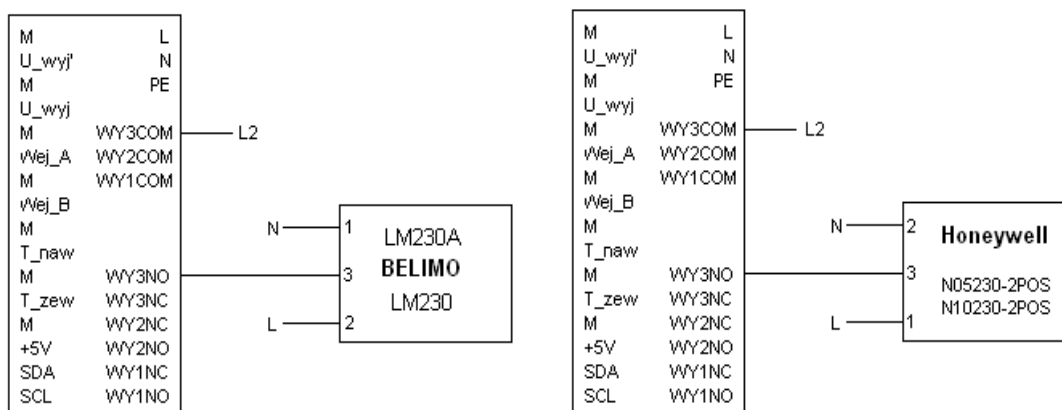 M L
U_wyj' N
M PE
U_wyj
M WY3COM L2
Wej_A WY2COM
M WY1COM
Wej_B
M
T_naw
M WY3NO
T_zew WY3NC
M WY2NC
+5V WY2NO
SDA WY1NC
SCL WY1NO
N 1
LM230A
BELIMO
3
LM230
L 2
M L
U_wyj' N
M PE
U_wyj
M WY3COM L2
Wej_A WY2COM
M WY1COM
Wej_B
M
T_naw
M WY3NO
T_zew WY3NC
M WY2NC
+5V WY2NO
SDA WY1NC
SCL WY1NO
N 2
Honeywell
3
N05230-2POS
N10230-2POS
L 1